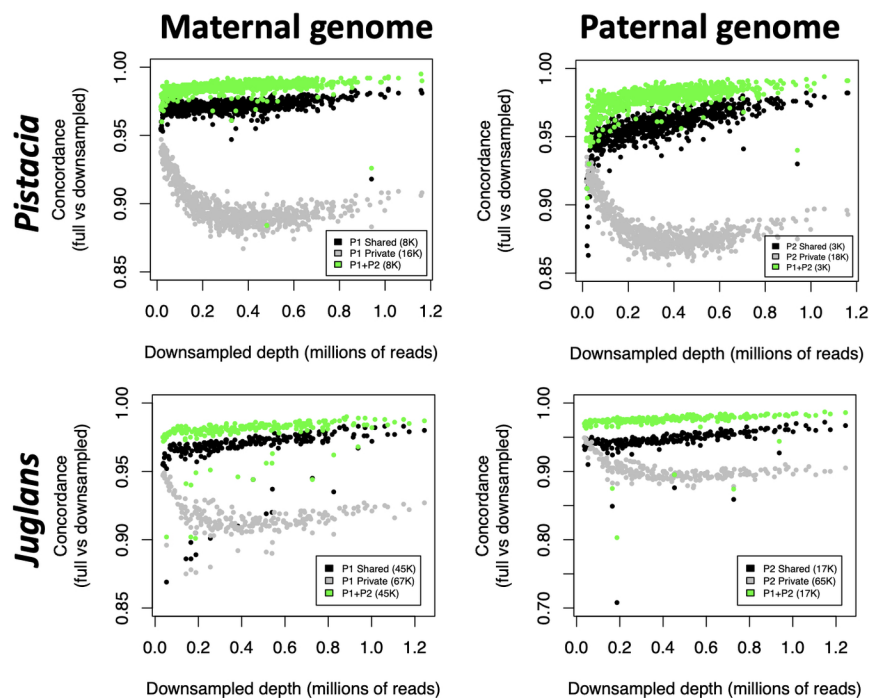 Maternal genome
Paternal genome
Pistacia
Concordance
(full vs downsampled)
1.00
0.95
0.90
0.85
P1 Shared (8K)
P1 Private (16K)
P1+P2 (8K)
0.0 0.2 0.4 0.6 0.8 1.0 1.2
Downsampled depth (millions of reads)
Concordance
(full vs downsampled)
1.00
0.95
0.90
0.85
P2 Shared (3K)
P2 Private (18K)
P1+P2 (3K)
0.0 0.2 0.4 0.6 0.8 1.0 1.2
Downsampled depth (millions of reads)
Juglans
Concordance
(full vs downsampled)
1.00
0.95
0.90
0.85
P1 Shared (45K)
P1 Private (67K)
P1+P2 (45K)
0.0 0.2 0.4 0.6 0.8 1.0 1.2
Downsampled depth (millions of reads)
Concordance
(full vs downsampled)
1.00
0.90
0.80
0.70
P2 Shared (17K)
P2 Private (65K)
P1+P2 (17K)
0.0 0.2 0.4 0.6 0.8 1.0 1.2
Downsampled depth (millions of reads)